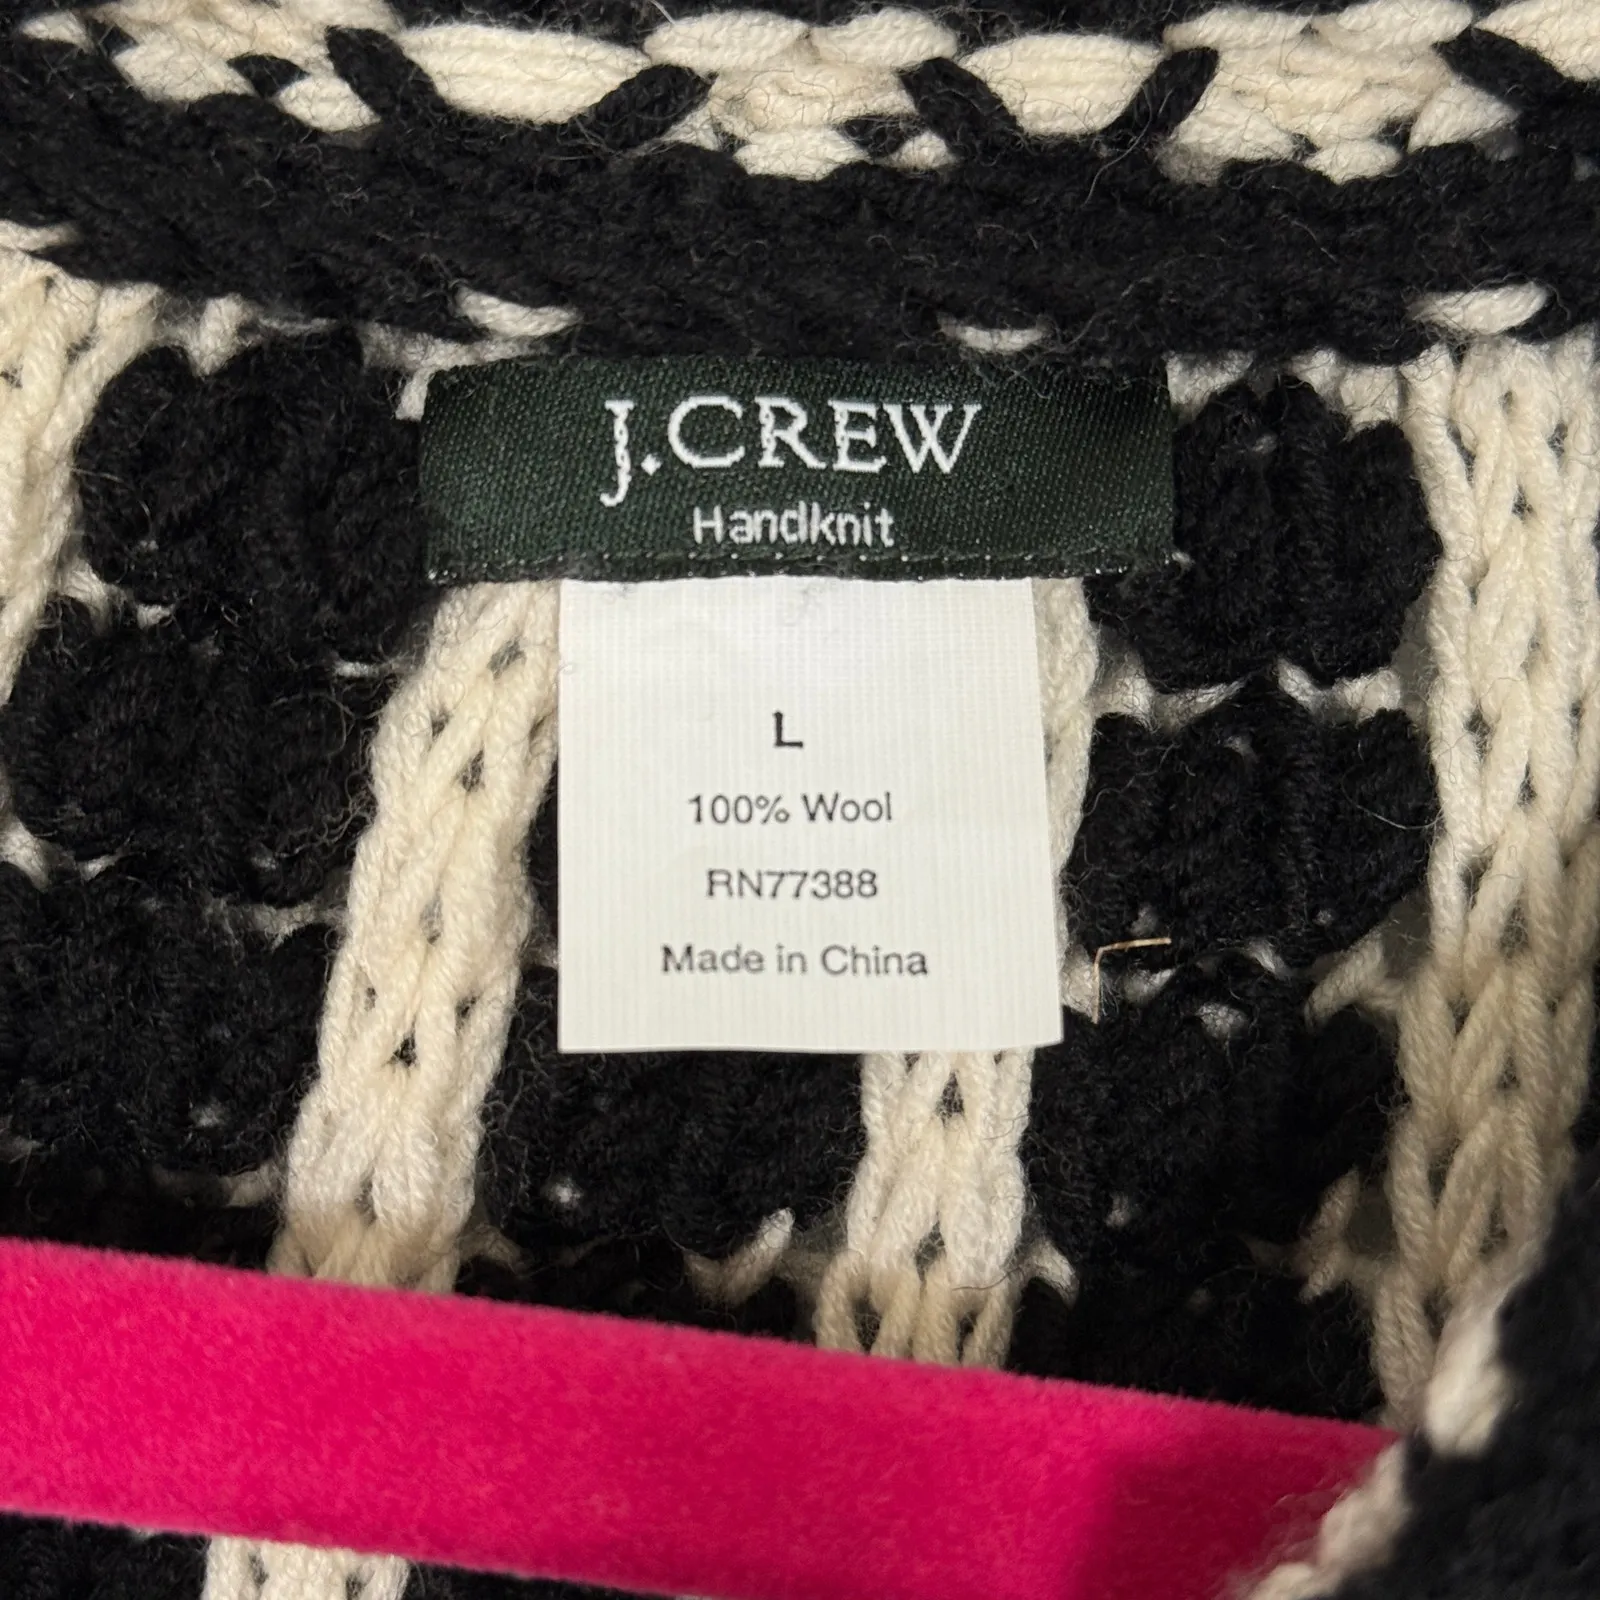 J.CREW
Handknit
L
100% Wool
RN77388
Made in China